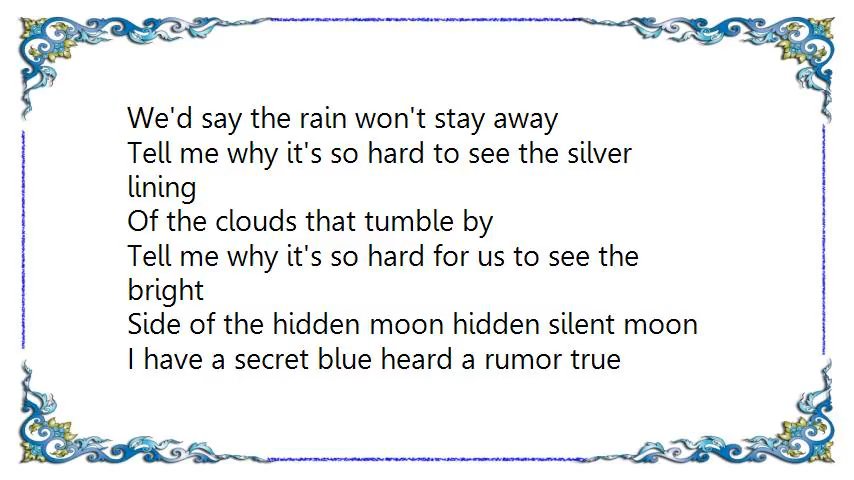 We'd say the rain won't stay away
Tell me why it's so hard to see the silver
lining
Of the clouds that tumble by
Tell me why it's so hard for us to see the
bright
Side of the hidden moon hidden silent moon
I have a secret blue heard a rumor true